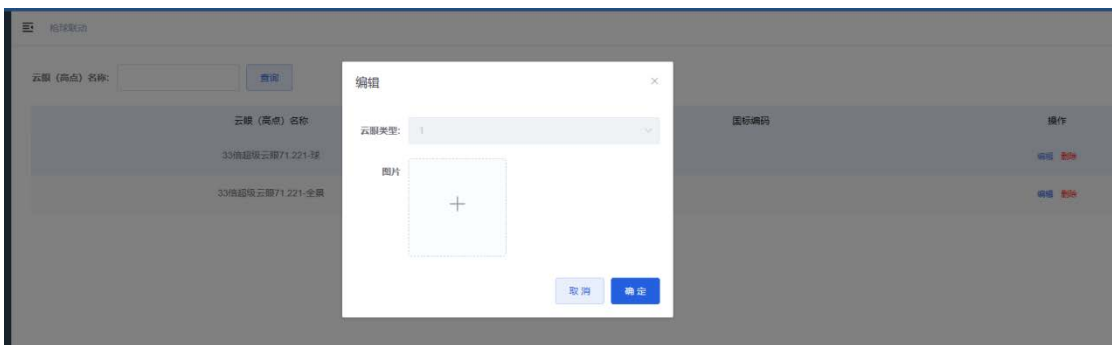 枪球联动
云眼（高点）名称:
查询
云眼（高点）名称
国标编码
操作
33倍超级云眼71.221-球
编辑 删除
33倍超级云眼71.221-全景
编辑 删除
编辑
云眼类型:
1
图片
取消
确定